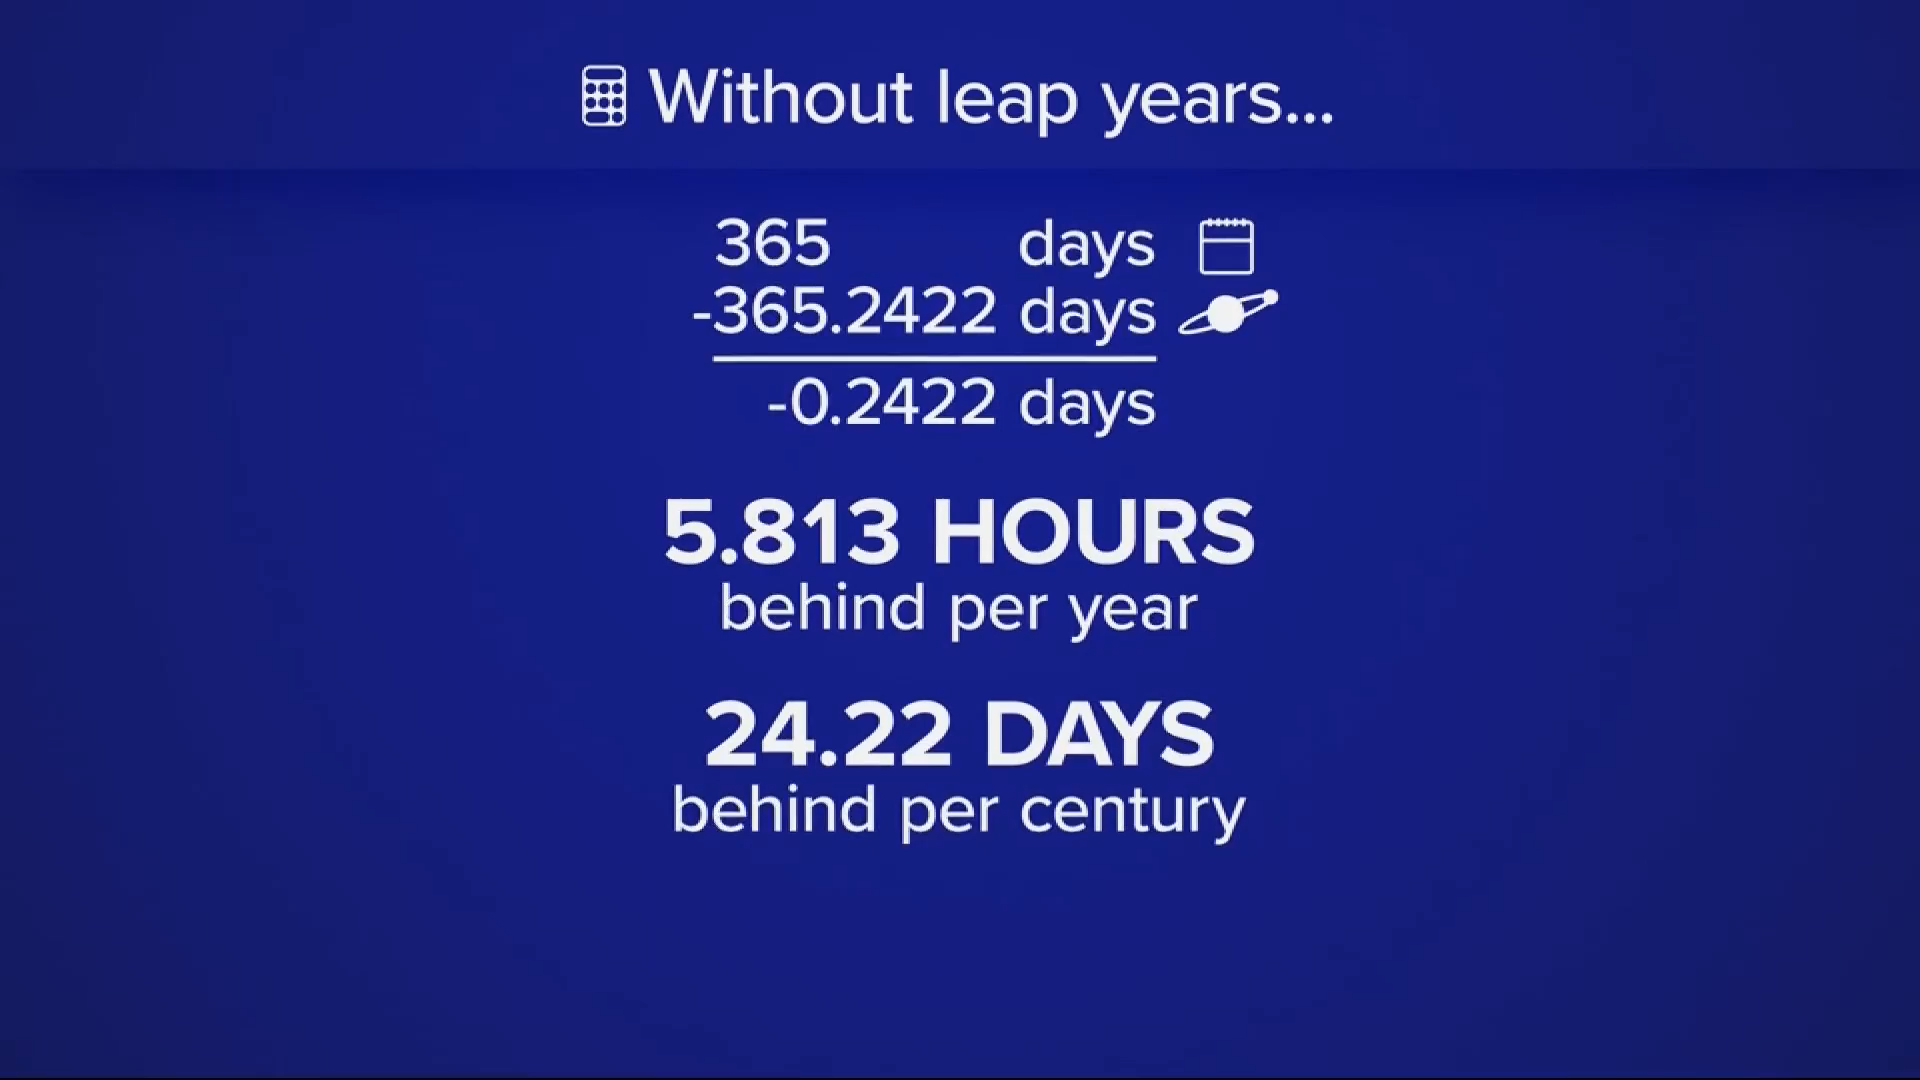 Without leap years...
365 days
-365.2422 days
-0.2422 days
5.813 HOURS
behind per year
24.22 DAYS
behind per century